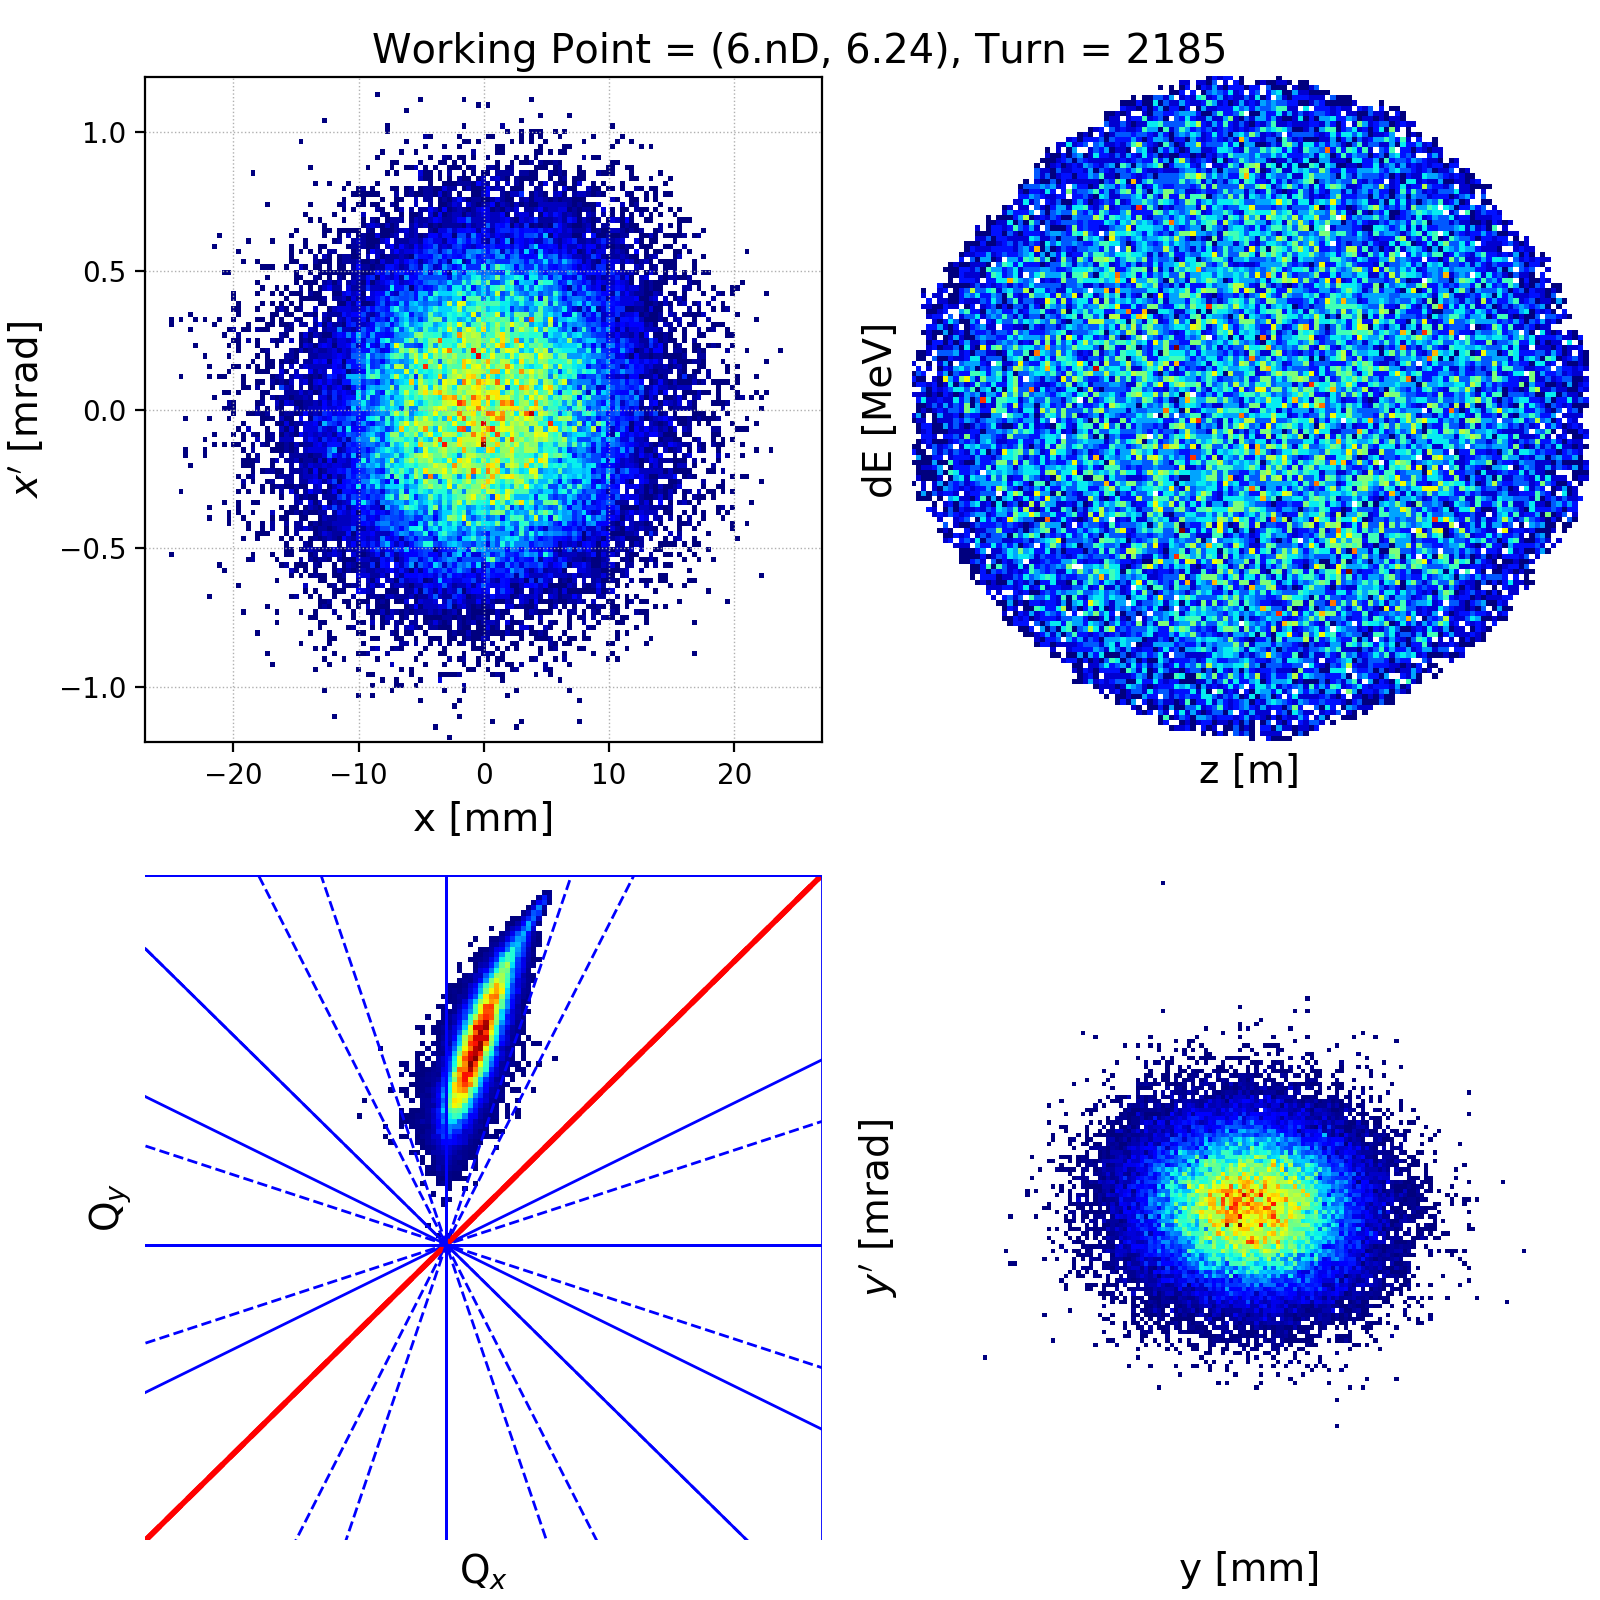 Working Point = (6.nD, 6.24), Turn = 2185
1.0
0.5
0.0
−0.5
−1.0
x′ [mrad]
−20 −10 0 10 20
x [mm]
dE [MeV]
z [m]
Qy
Qx
y′ [mrad]
y [mm]